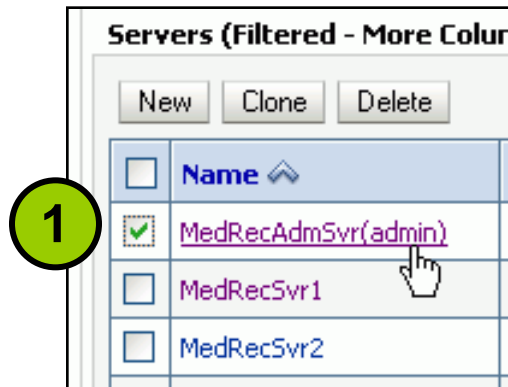 Servers (Filtered - More Colu
New Clone Delete
Name
1
MedRecAdmSvr(admin)
MedRecSvr1
MedRecSvr2